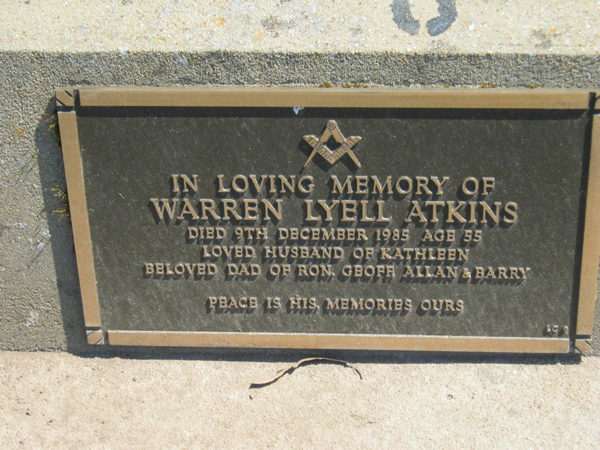 IN LOVING MEMORY OF
WARREN LYELL ATKINS
DIED 9TH DECEMBER 1985 AGE 55
LOVED HUSBAND OF KATHLEEN
BELOVED DAD OF RON, GEOFF, ALLAN & BARRY
PEACE IS HIS, MEMORIES OURS